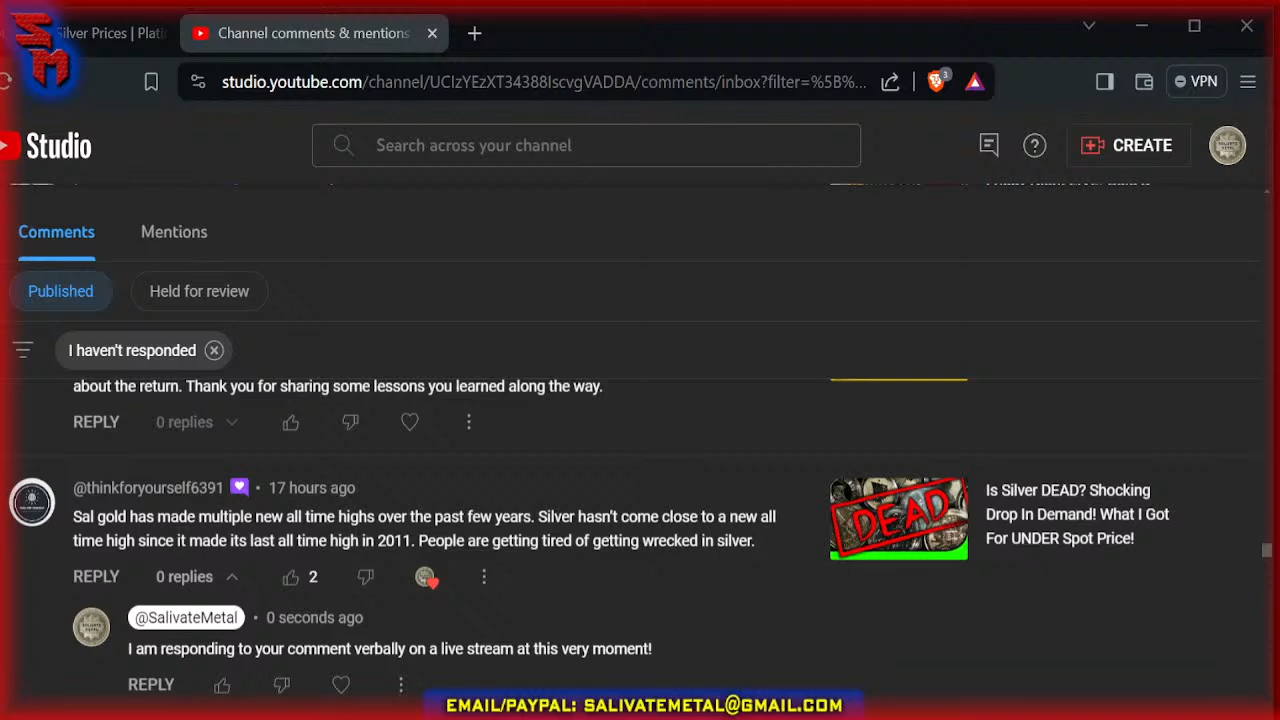 SM
Silver Prices | Plati
Channel comments & mentions
studio.youtube.com/channel/UCIzYEzXT34388IscvgVADDA/comments/inbox?filter=%5B%...
3
VPN
Studio
Search across your channel
CREATE
Comments
Mentions
Published
Held for review
I haven't responded
about the return. Thank you for sharing some lessons you learned along the way.
REPLY
0 replies
@thinkforyourself6391 • 17 hours ago
Sal gold has made multiple new all time highs over the past few years. Silver hasn't come close to a new all
time high since it made its last all time high in 2011. People are getting tired of getting wrecked in silver.
DEAD
Is Silver DEAD? Shocking
Drop In Demand! What I Got
For UNDER Spot Price!
REPLY
0 replies
2
@SalivateMetal • 0 seconds ago
I am responding to your comment verbally on a live stream at this very moment!
REPLY
EMAIL/PAYPAL: SALIVATEMETAL@GMAIL.COM